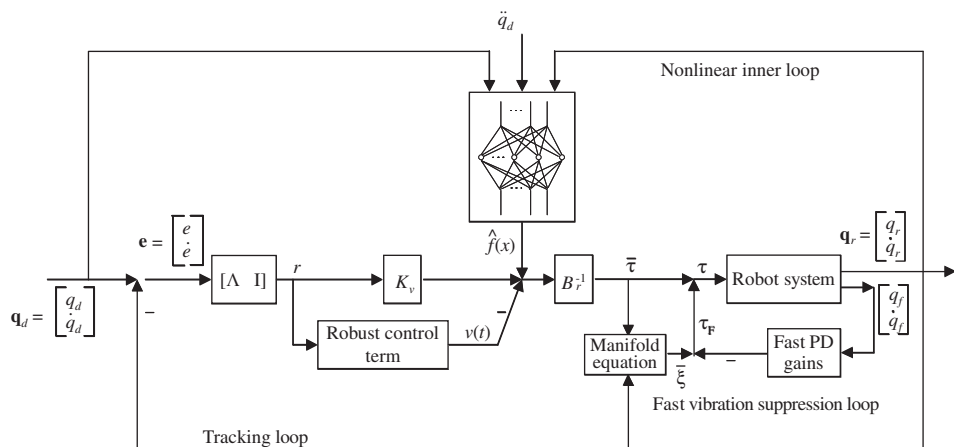 q̈_d
Nonlinear inner loop
...
...
...
f̂(x)
e = [e ė]
q_r = [q_r q̇_r]
[Λ I]
r
K_v
B_r^-1
τ̄
τ
Robot system
q_d = [q_d q̇_d]
−
−
[q_f q̇_f]
Robust control
term
v(t)
τ_F
Manifold
equation
ξ̄
−
Fast PD
gains
Fast vibration suppression loop
Tracking loop